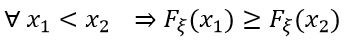 ∀ x₁ < x₂ ⇒ F_ξ(x₁) ≥ F_ξ(x₂)